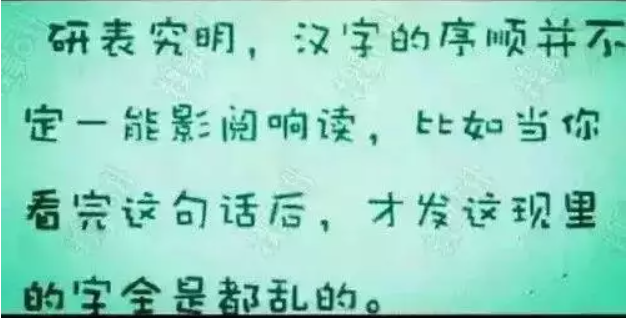 研表究明，汉字的序顺并不
定一能影阅响读，比如当你
看完这句话后，才发这现里
的字全是都乱的。